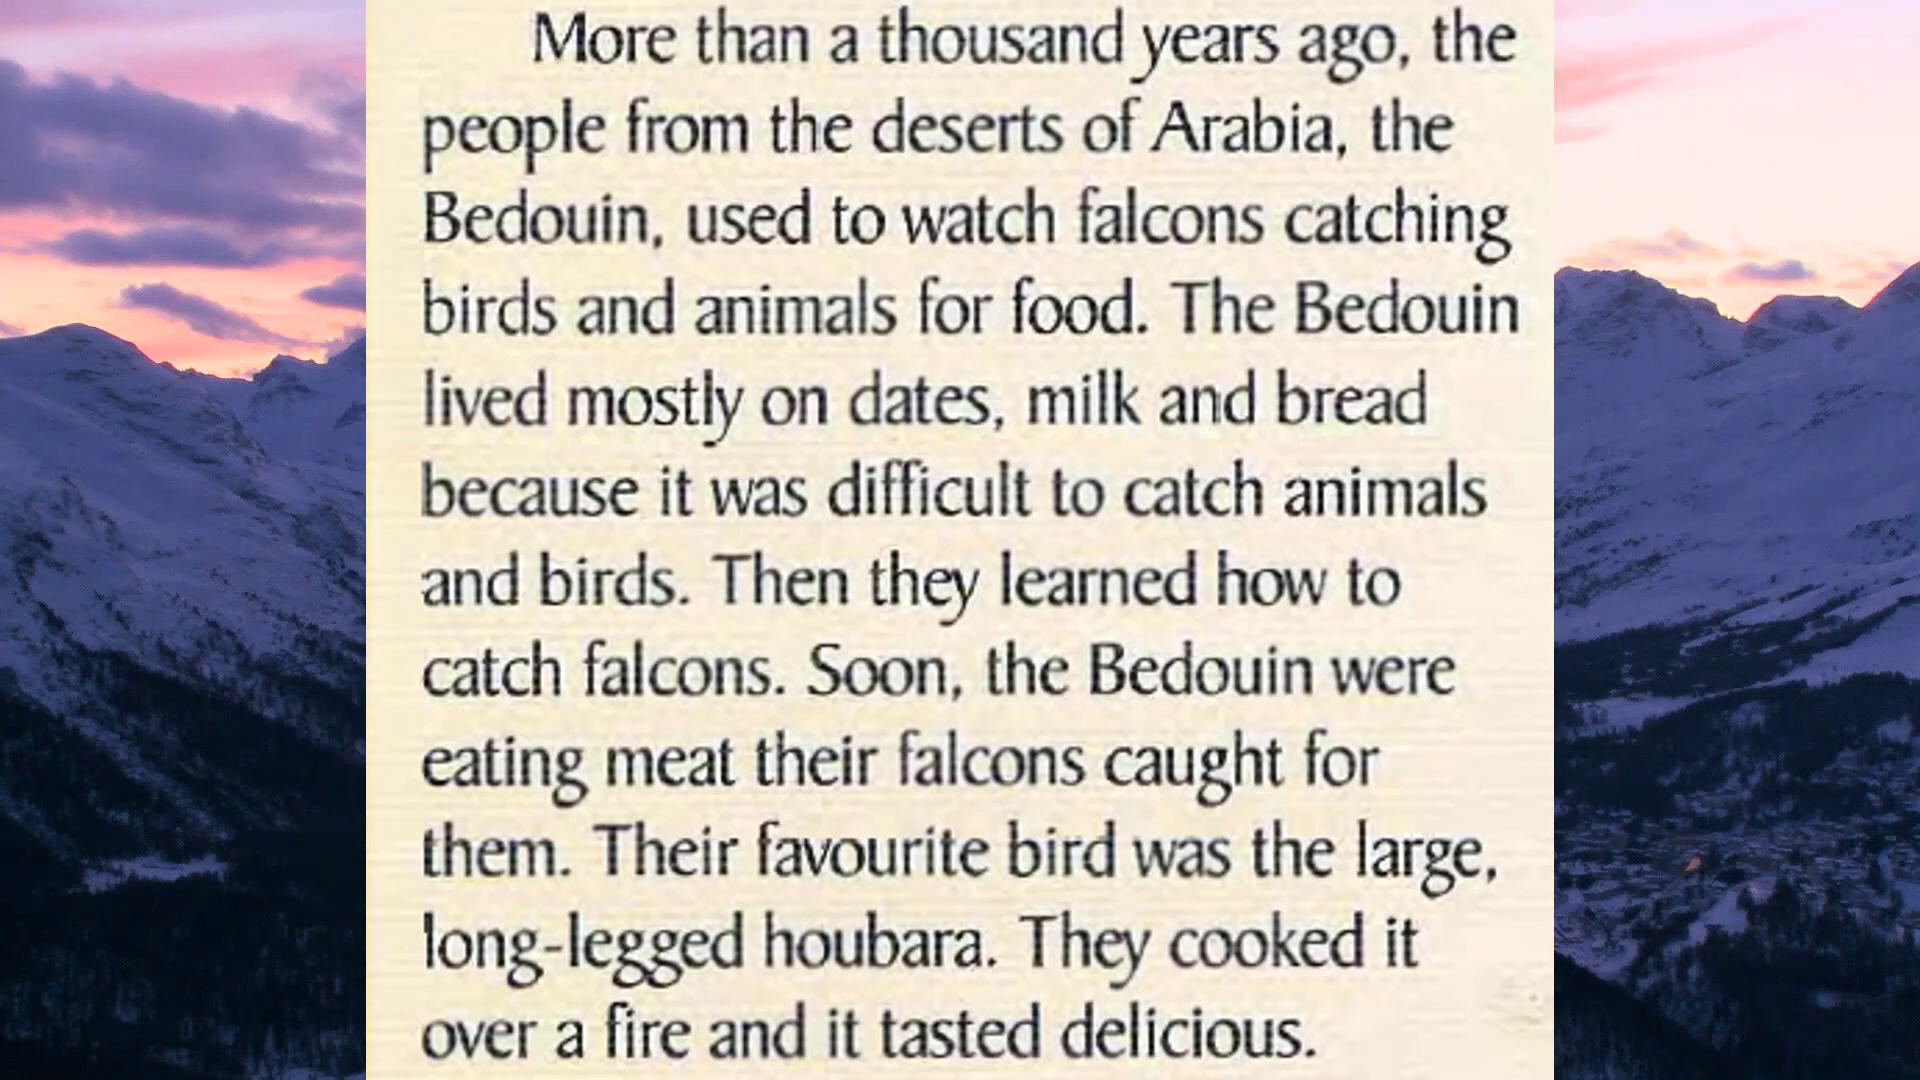 More than a thousand years ago, the
people from the deserts of Arabia, the
Bedouin, used to watch falcons catching
birds and animals for food. The Bedouin
lived mostly on dates, milk and bread
because it was difficult to catch animals
and birds. Then they learned how to
catch falcons. Soon, the Bedouin were
eating meat their falcons caught for
them. Their favourite bird was the large,
long-legged houbara. They cooked it
over a fire and it tasted delicious.